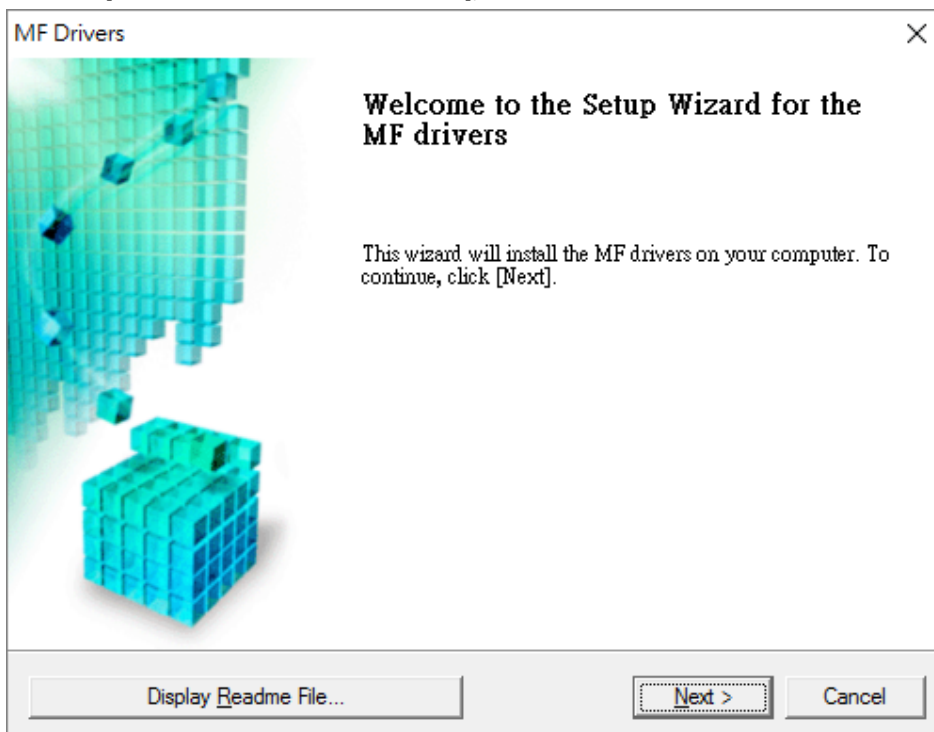 MF Drivers
Welcome to the Setup Wizard for the
MF drivers
This wizard will install the MF drivers on your computer. To
continue, click [Next].
Display Readme File...
Next >
Cancel